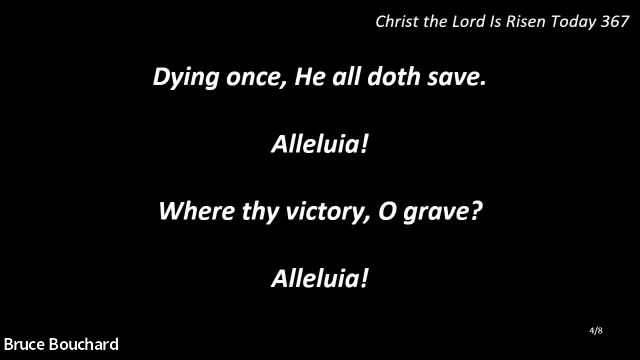 Christ the Lord Is Risen Today 367
Dying once, He all doth save.
Alleluia!
Where thy victory, O grave?
Alleluia!
4/8
Bruce Bouchard